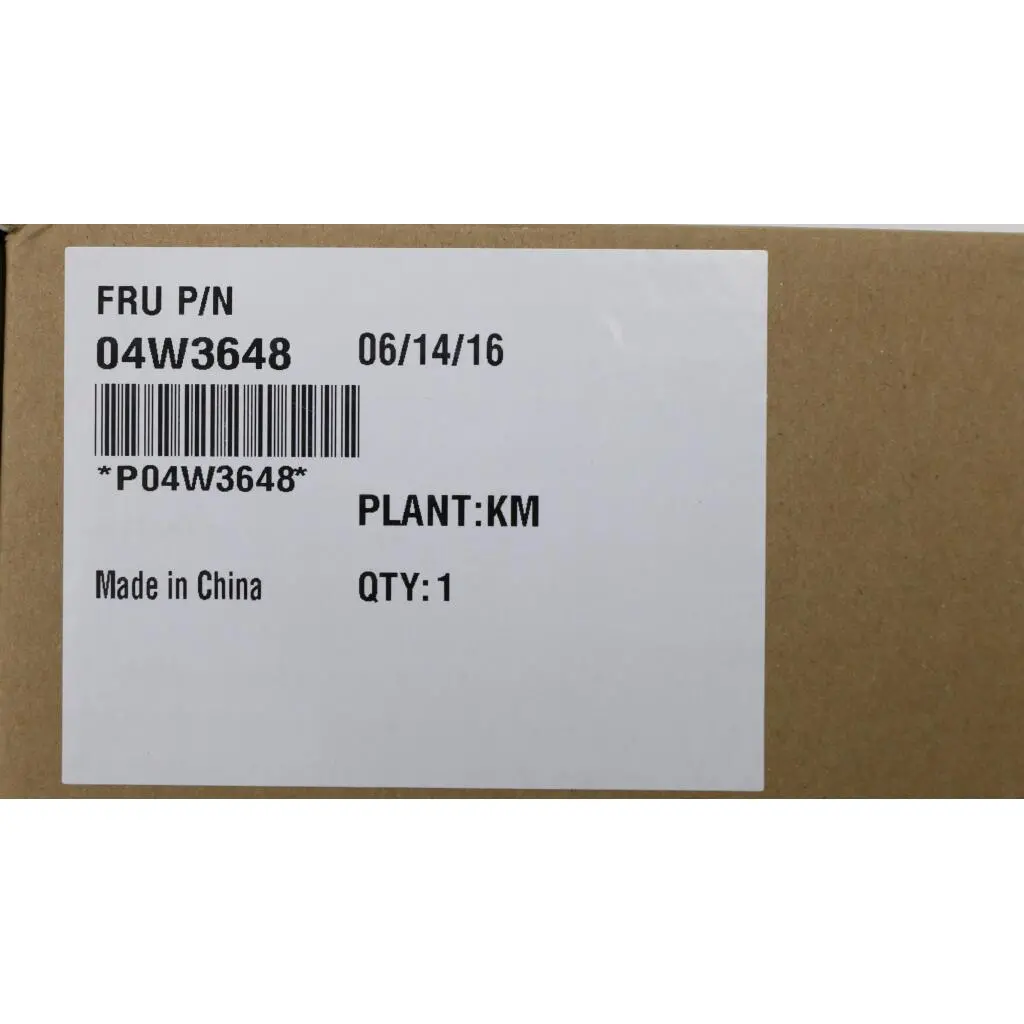 FRU P/N
04W3648 06/14/16
*P04W3648*
PLANT:KM
Made in China QTY: 1